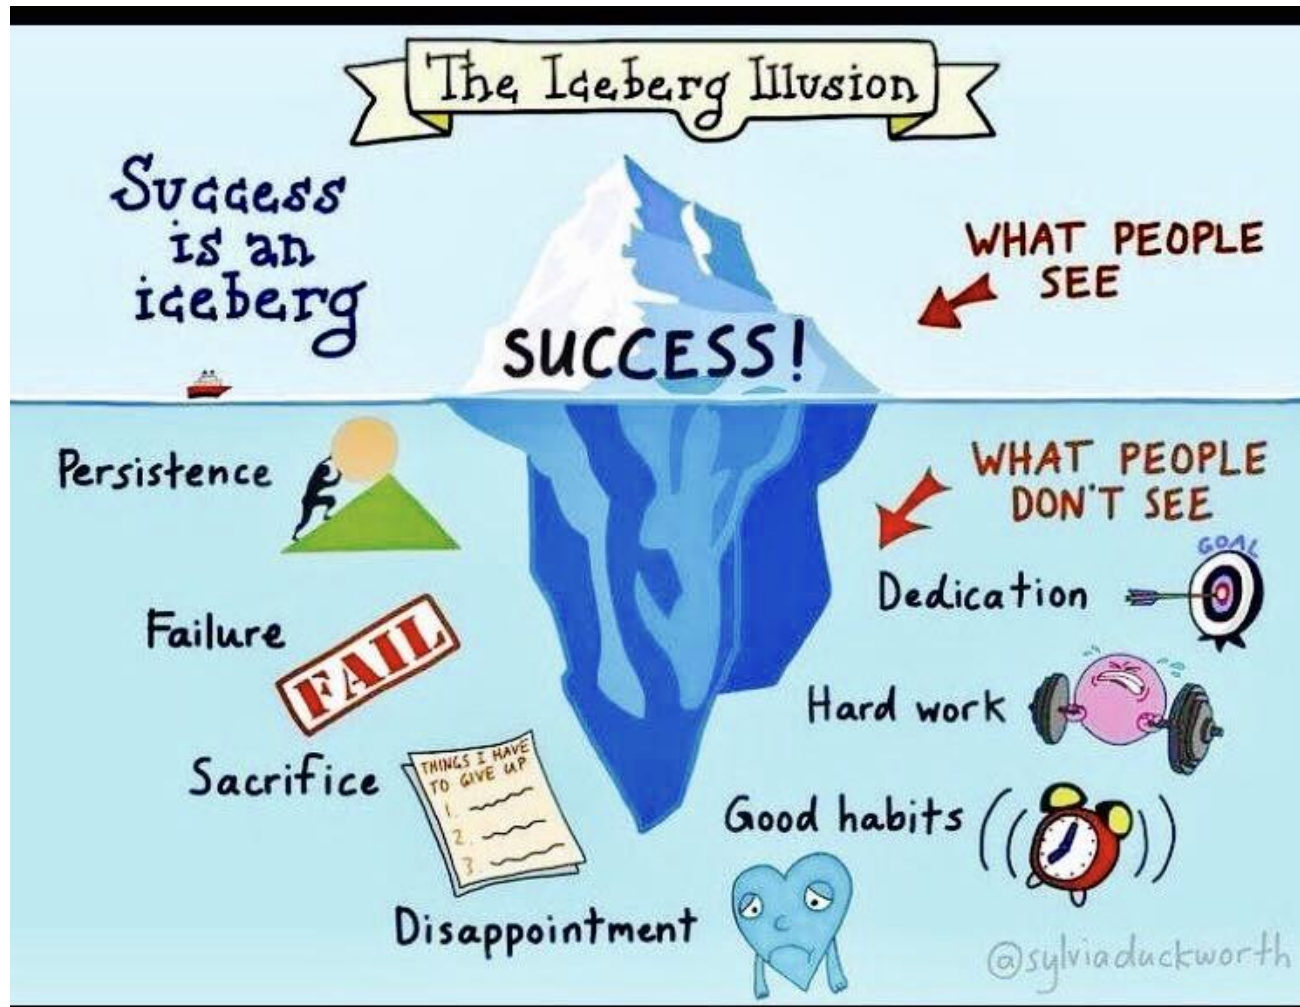 The Iceberg Illusion
Success
is an
iceberg
WHAT PEOPLE
SEE
SUCCESS!
WHAT PEOPLE
DON'T SEE
Persistence
Dedication
GOAL
Failure
FAIL
Hard work
Sacrifice
THINGS I HAVE
TO GIVE UP
1.
2.
3
Good habits
Disappointment
@sylviaduckworth